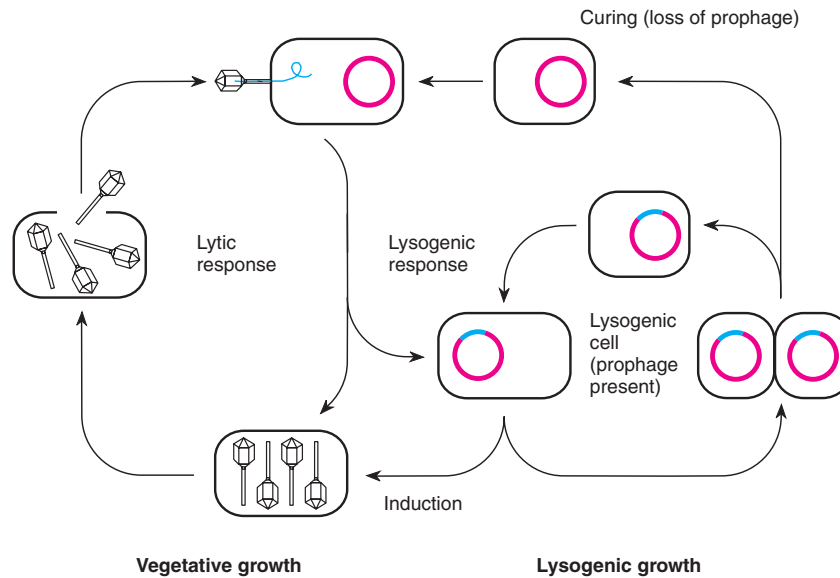 Curing (loss of prophage)
Lytic
response
Lysogenic
response
Lysogenic
cell
(prophage
present)
Induction
Vegetative growth
Lysogenic growth